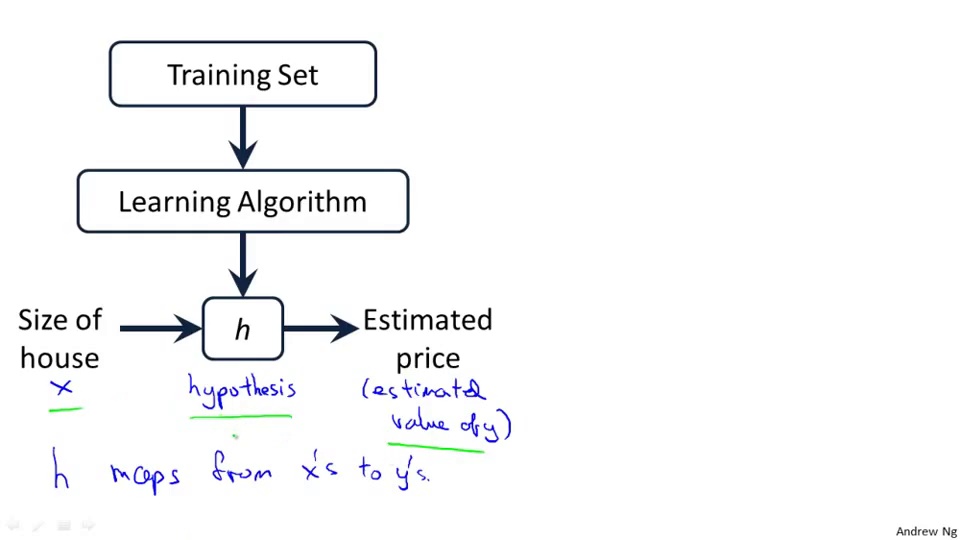 Training Set
Learning Algorithm
Size of
house
h
Estimated
price
x
hypothesis
(estimated
value of y)
h maps from x's to y's.
Andrew Ng